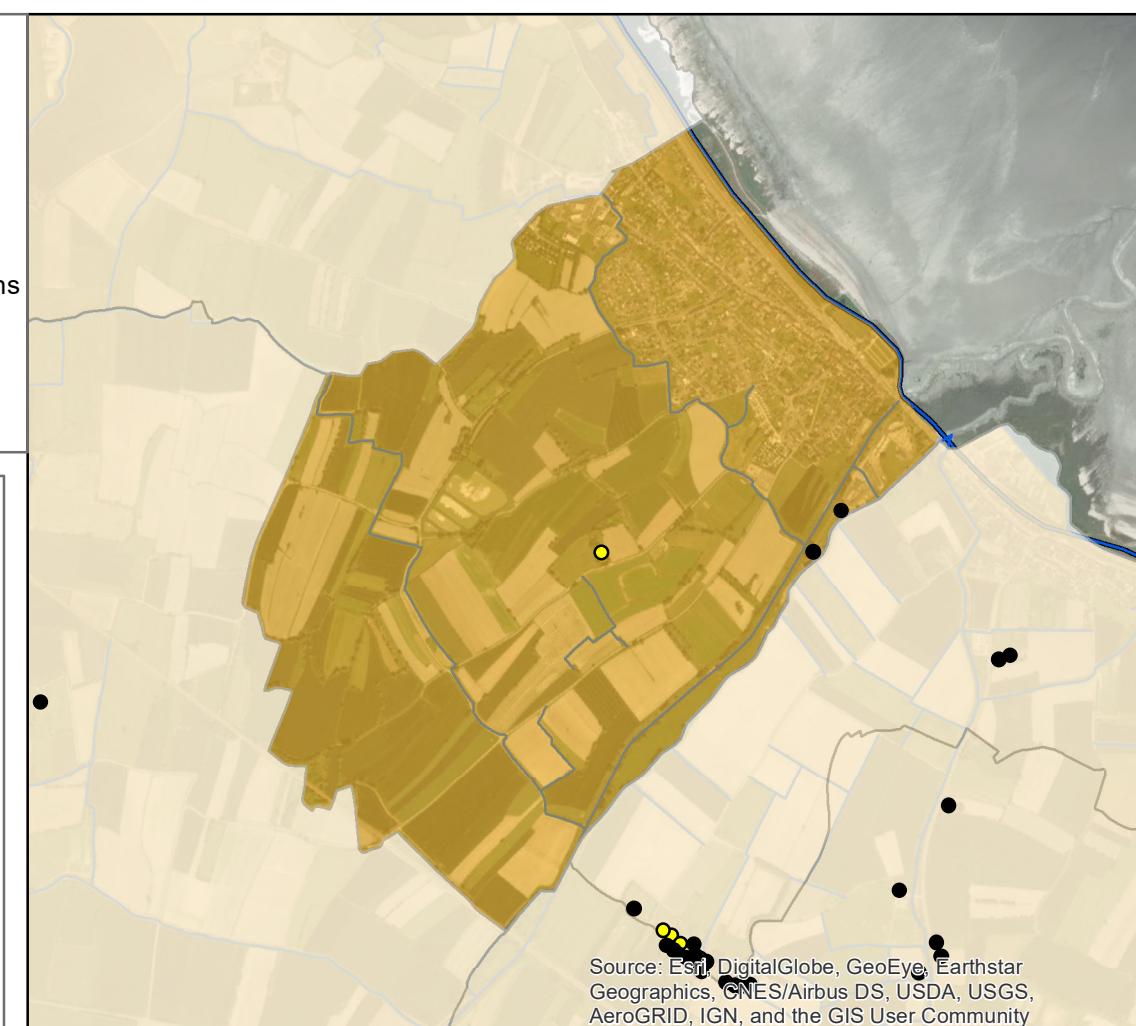 ns
Source: Esri, DigitalGlobe, GeoEye, Earthstar
Geographics, CNES/Airbus DS, USDA, USGS,
AeroGRID, IGN, and the GIS User Community